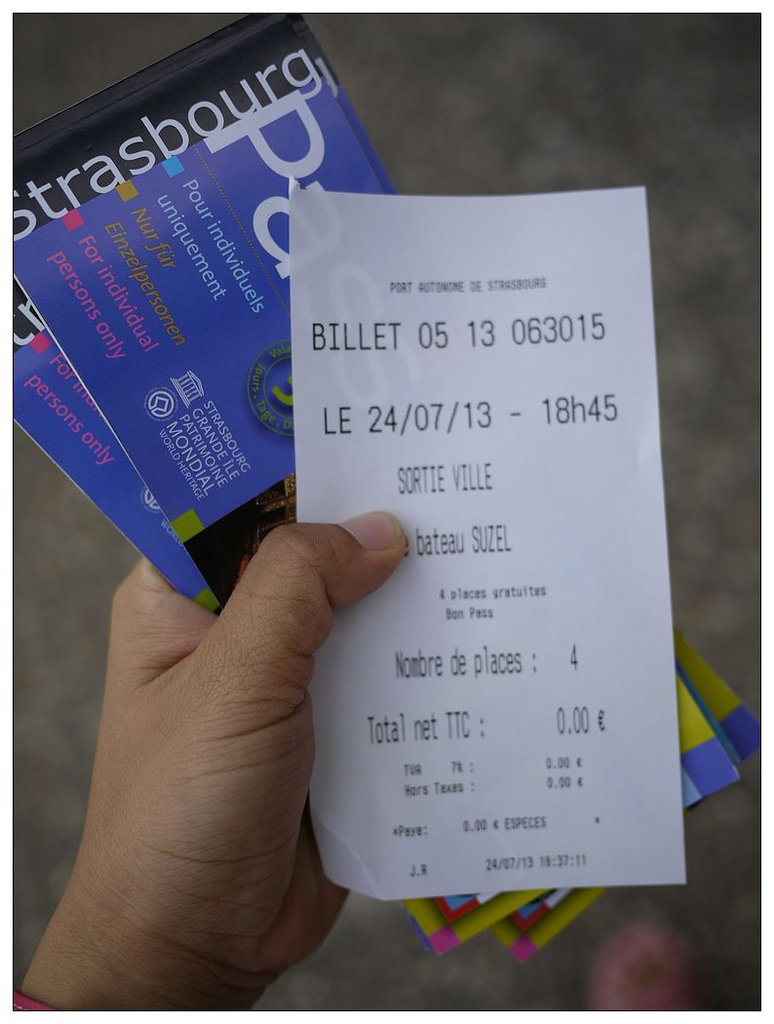 Strasbourg,
Pass
Pour individuels
uniquement
Nur für
Einzelpersonen
For individual
persons only
STRASBOURG
GRANDE ÎLE
PATRIMOINE
MONDIAL
WORLD HERITAGE
For
persons only
PORT AUTONOME DE STRASBOURG
BILLET 05 13 063015
LE 24/07/13 - 18h45
SORTIE VILLE
e bateau SUZEL
4 places gratuites
Bon Pass
Nombre de places : 4
Total net TTC : 0.00 €
TVA 7% : 0.00 €
Hors Taxes : 0.00 €
*Paye: 0.00 € ESPECES *
J.R 24/07/13 18:37:11